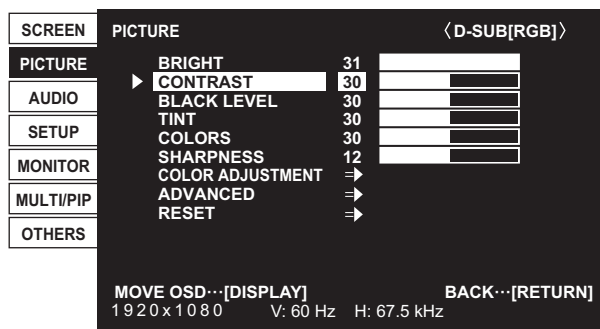 SCREEN
PICTURE
AUDIO
SETUP
MONITOR
MULTI/PIP
OTHERS
PICTURE 〈D-SUB[RGB]〉
BRIGHT 31
CONTRAST 30
BLACK LEVEL 30
TINT 30
COLORS 30
SHARPNESS 12
COLOR ADJUSTMENT
ADVANCED
RESET
MOVE OSD···[DISPLAY] BACK···[RETURN]
1920x1080 V: 60 Hz H: 67.5 kHz